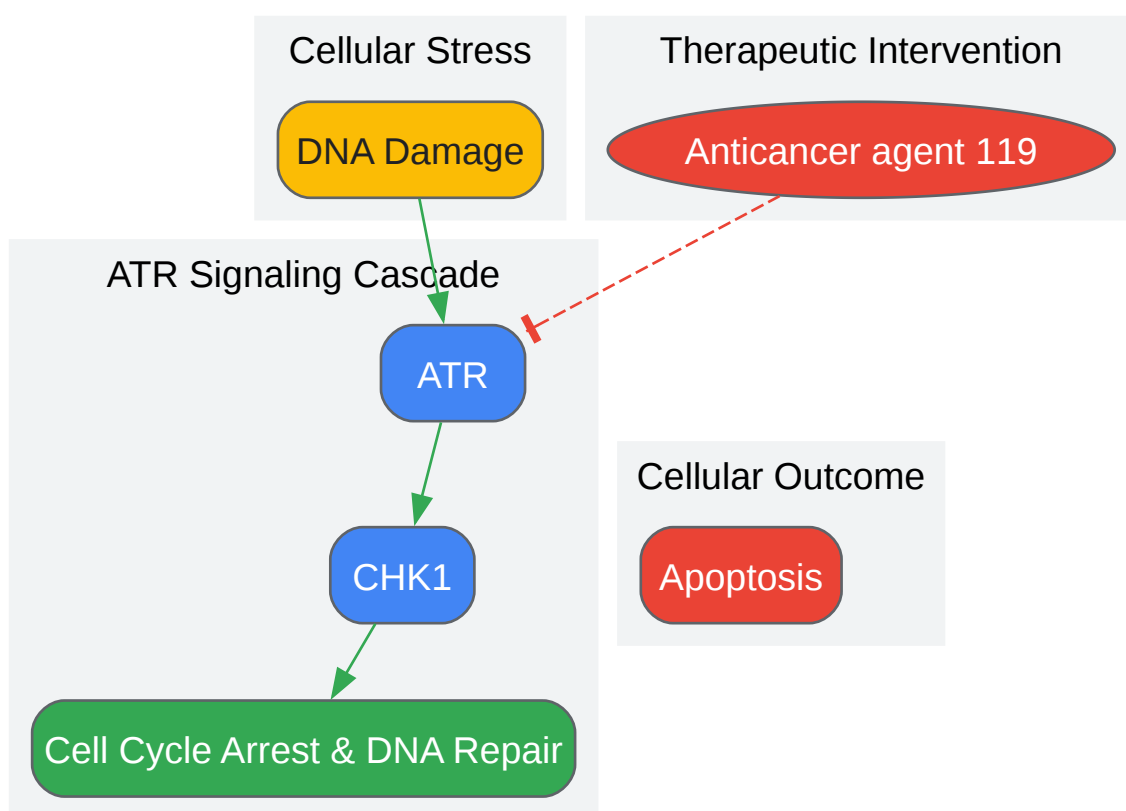 Cellular Stress
DNA Damage
Therapeutic Intervention
Anticancer agent 119
ATR Signaling Cascade
ATR
CHK1
Cell Cycle Arrest & DNA Repair
Cellular Outcome
Apoptosis